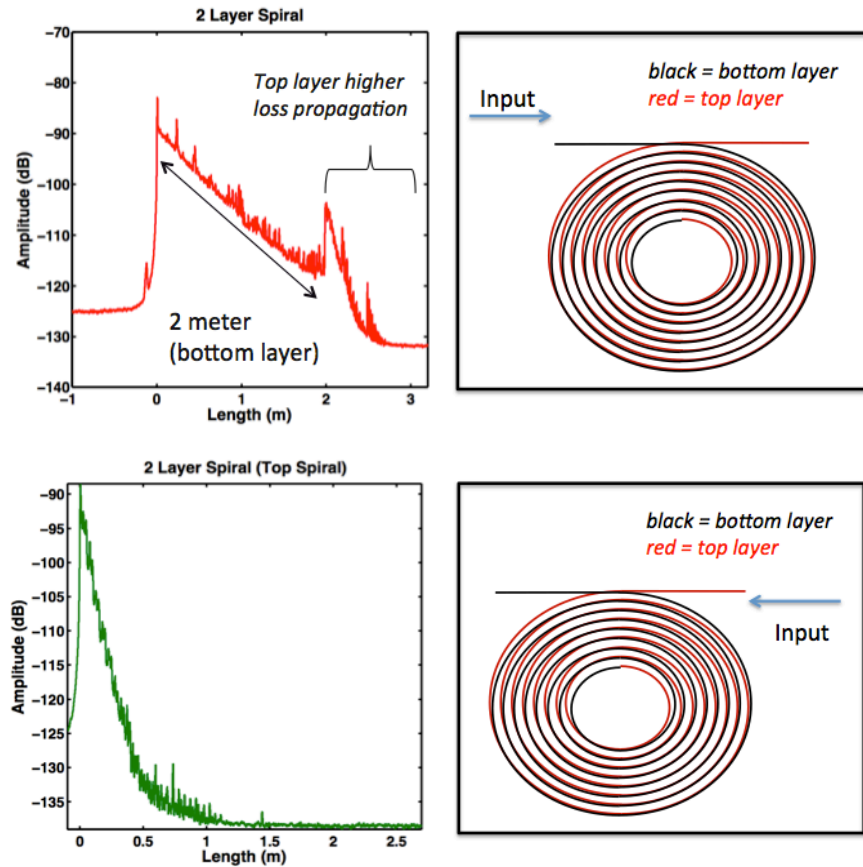 2 Layer Spiral
−70
−80
−90
−100
−110
−120
−130
−140
Amplitude (dB)
−1
0
1
2
3
Length (m)
Top layer higher
loss propagation
2 meter
(bottom layer)
black = bottom layer
red = top layer
Input
2 Layer Spiral (Top Spiral)
−90
−95
−100
−105
−110
−115
−120
−125
−130
−135
Amplitude (dB)
0
0.5
1
1.5
2
2.5
Length (m)
black = bottom layer
red = top layer
Input